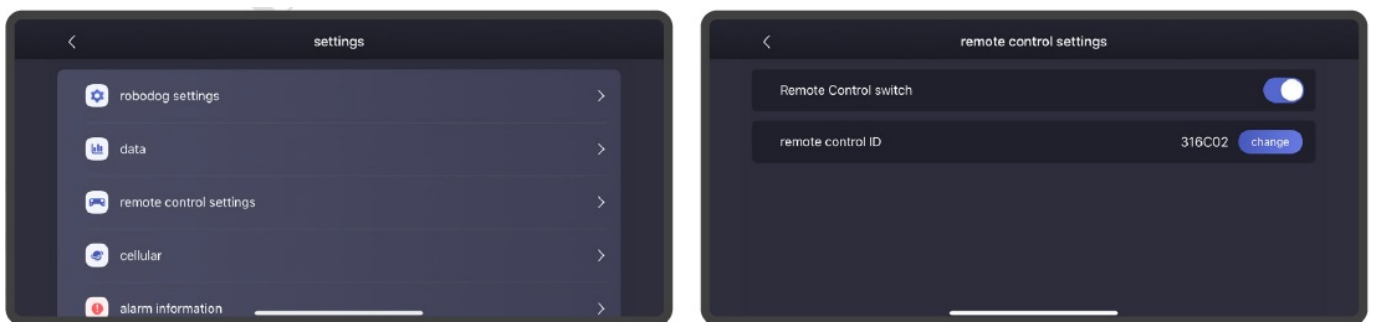 settings
robodog settings
data
remote control settings
cellular
alarm information
remote control settings
Remote Control switch
remote control ID 316C02 change